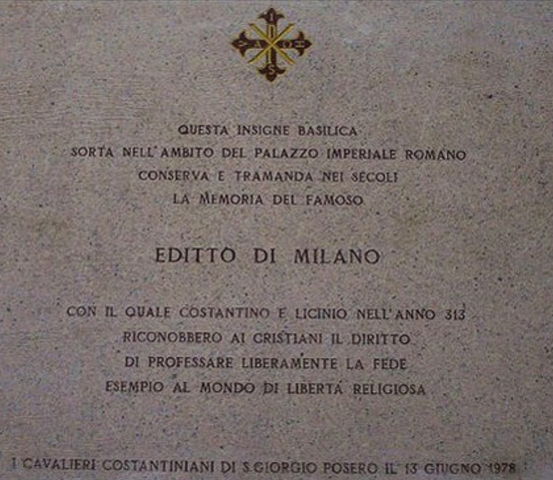 I
V A Ω H
S
QUESTA INSIGNE BASILICA
SORTA NELL'AMBITO DEL PALAZZO IMPERIALE ROMANO
CONSERVA E TRAMANDA NEI SECOLI
LA MEMORIA DEL FAMOSO
EDITTO DI MILANO
CON IL QUALE COSTANTINO E LICINIO NELL'ANNO 313
RICONOBBERO AI CRISTIANI IL DIRITTO
DI PROFESSARE LIBERAMENTE LA FEDE
ESEMPIO AL MONDO DI LIBERTÀ RELIGIOSA
I CAVALIERI COSTANTINIANI DI S.GIORGIO POSERO IL 13 GIUGNO 1978